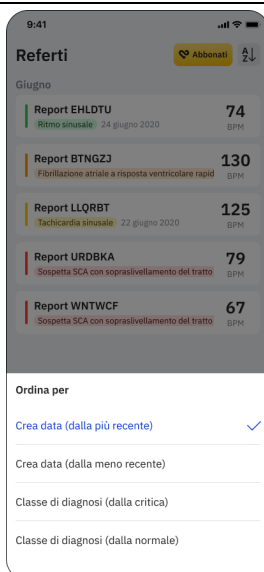 9:41
Referti
Abbonati
A
Z
Giugno
Report EHLDTU
74
Ritmo sinusale 24 giugno 2020
BPM
Report BTNGZJ
130
Fibrillazione atriale a risposta ventricolare rapid
BPM
Report LLQRBT
125
Tachicardia sinusale 22 giugno 2020
BPM
Report URDBKA
79
Sospetta SCA con sopraslivellamento del tratto
BPM
Report WNTWCF
67
Sospetta SCA con sopraslivellamento del tratto
BPM
Ordina per
Crea data (dalla più recente)
Crea data (dalla meno recente)
Classe di diagnosi (dalla critica)
Classe di diagnosi (dalla normale)